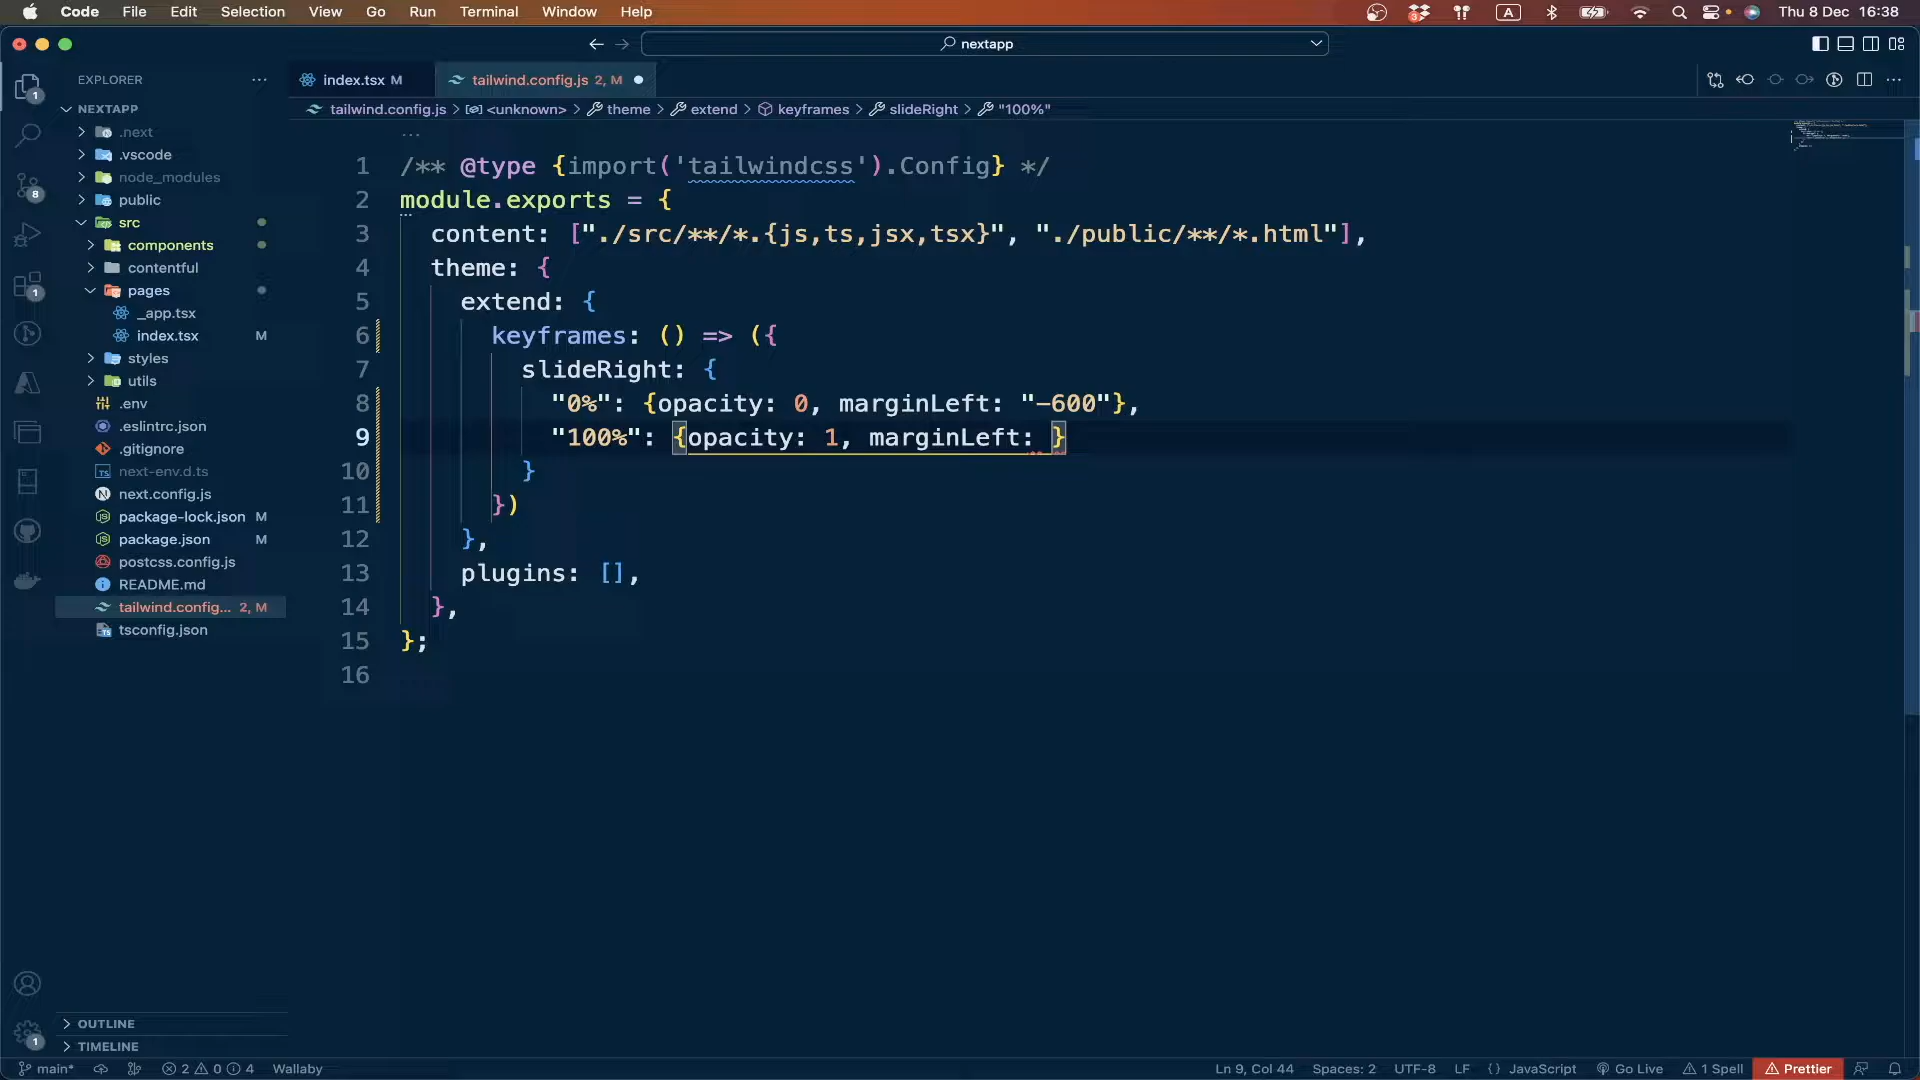 Code File Edit Selection View Go Run Terminal Window Help
Thu 8 Dec 16:38
nextapp
EXPLORER
index.tsx M
tailwind.config.js 2, M
tailwind.config.js > <unknown> > theme > extend > keyframes > slideRight > "100%"
NEXTAPP
.next
.vscode
node_modules
public
src
components
contentful
pages
_app.tsx
index.tsx M
styles
utils
.env
.eslintrc.json
.gitignore
next-env.d.ts
next.config.js
package-lock.json M
package.json M
postcss.config.js
README.md
tailwind.config... 2, M
tsconfig.json
OUTLINE
TIMELINE
1 /** @type {import('tailwindcss').Config} */
2 module.exports = {
3 content: ["./src/**/*.{js,ts,jsx,tsx}", "./public/**/*.html"],
4 theme: {
5 extend: {
6 keyframes: () => ({
7 slideRight: {
8 "0%": {opacity: 0, marginLeft: "-600"},
9 "100%": {opacity: 1, marginLeft: }
10 }
11 })
12 },
13 plugins: [],
14 },
15 };
16
main* 2 0 4 Wallaby
Ln 9, Col 44 Spaces: 2 UTF-8 LF {} JavaScript Go Live 1 Spell Prettier